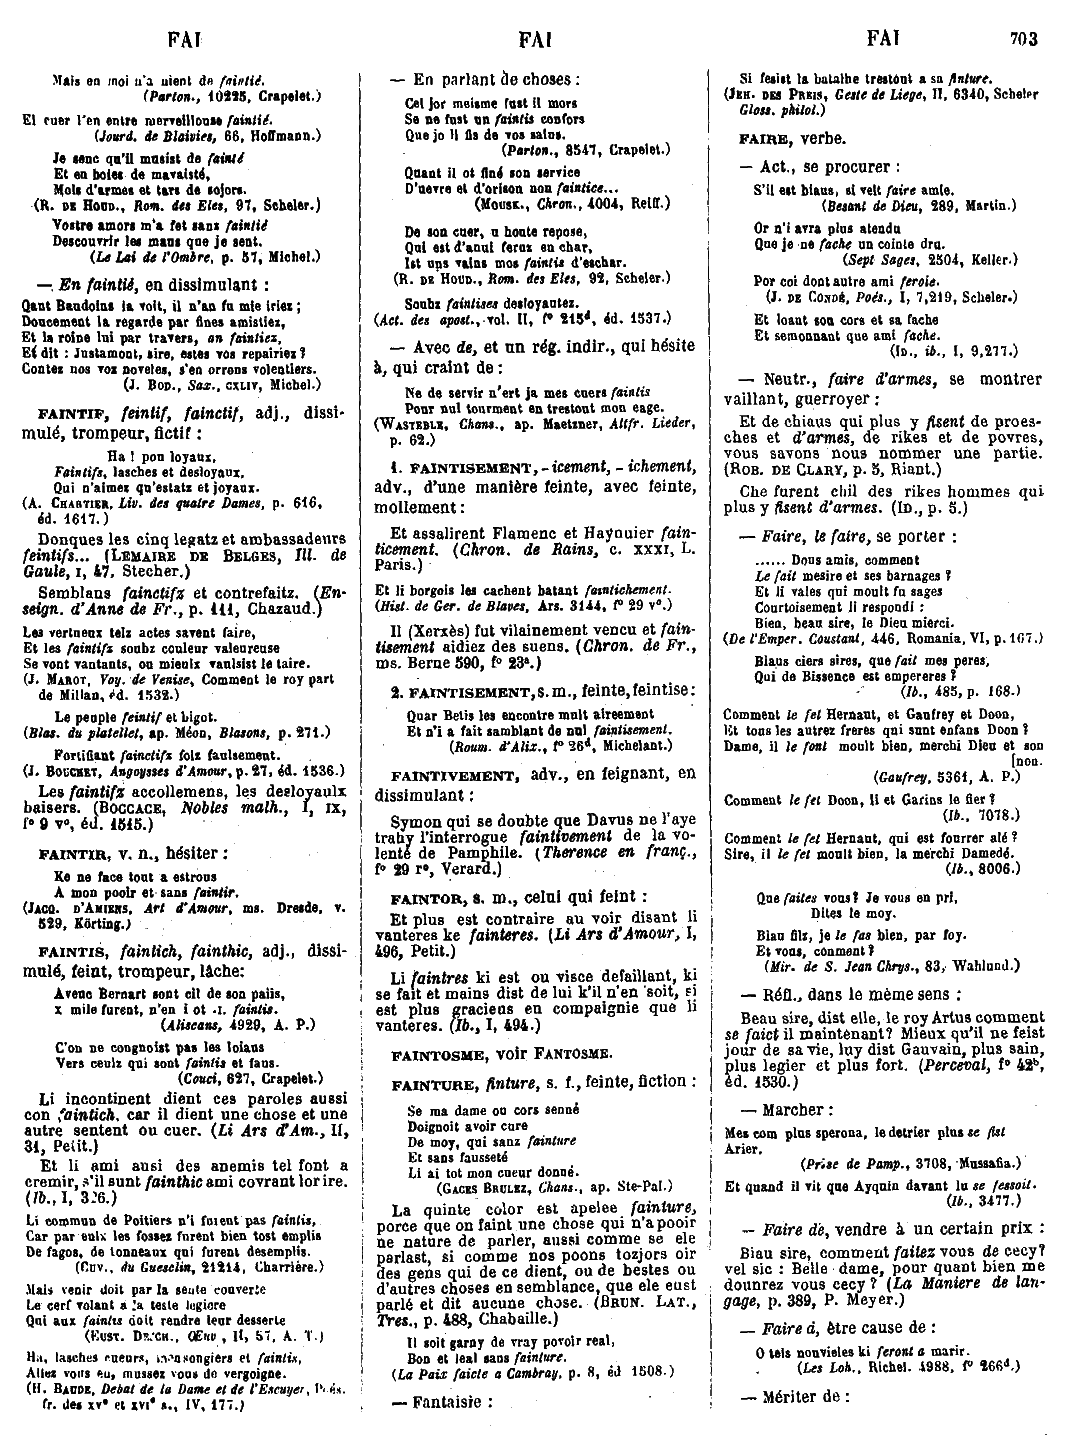 FAI
FAI
FAI
703
Mais en moi n'a nient de faintié.
(Parton., 10225, Crapelet.)
El cuer l'en entre merveillouse faintié.
(Jourd. de Blaivies, 66, Hoffmann.)
Je senc qu'il musist de fainté
Et en boies de mavaisté,
Mols d'armes et tars de sojors.
(R. DE HOUD., Rom. des Eles, 97, Scheler.)
Vostre amors m'a fet sanz faintié
Descouvrir les maus que je sent.
(Le Lai de l'Ombre, p. 57, Michel.)
— En faintié, en dissimulant :
Qant Baudoins la voit, il n'an fu mie iriez ;
Doucement la regarde par fines amistiez,
Et la roine lui par travers, an faintiez,
Et dit : Justamont, sire, estes vos repairiez ?
Contez nos voz noveles, s'en orrons volentiers.
(J. BOD., Sax., CXLIV, Michel.)
FAINTIF, feintif, fainctif, adj., dissi-
mulé, trompeur, fictif :
Ha ! pou loyaux,
Faintifs, lasches et desloyaux,
Qui n'aimez qu'estatz et joyaux.
(A. CHARTIER, Liv. des quatre Dames, p. 616,
éd. 1617.)
Donques les cinq legatz et ambassadeurs
feintifs... (LEMAIRE DE BELGES, Ill. de
Gaule, I, 47, Stecher.)
Semblans fainctifz et contrefaitz. (En-
seign. d'Anne de Fr., p. III, Chazaud.)
Les vertueux telz actes savent faire,
Et les faintifz soubz couleur valeureuse
Se vont vantants, ou mieulx vaulsist le taire.
(J. MAROT, Voy. de Venise, Comment le roy part
de Millan, éd. 1532.)
Le peuple feintif et bigot.
(Blas. du platellet, ap. Méon, Blasons, p. 271.)
Fortifiant fainctifz folz faulsement.
(J. BOUCHET, Angoysses d'Amour, p. 27, éd. 1536.)
Les faintifz accollemens, les desloyaulx
baisers. (BOCCACE, Nobles malh., I, IX,
f° 9 v°, éd. 1515.)
FAINTIR, v. n., hésiter :
Ke ne face tout a estrous
A mon pooir et sans faintir.
(JACQ. D'AMIENS, Art d'Amour, ms. Dresde, v.
529, Körting.)
FAINTIS, faintich, fainthic, adj., dissi-
mulé, feint, trompeur, lâche:
Avenc Bernart sont cil de son païis,
X mile furent, n'en i ot .I. faintis.
(Aliscans, 4929, A. P.)
C'on ne congnoist pas les loiaus
Vers ceulz qui sont faintis et faus.
(Couci, 627, Crapelet.)
Li incontinent dient ces paroles aussi
con faintich, car il dient une chose et une
autre sentent ou cuer. (Li Ars d'Am., II,
31, Petit.)
Et li ami ausi des anemis tel font a
cremir, s'il sunt fainthic ami covrant lor ire.
(Ib., I, 326.)
Li commun de Poitiers n'i foient pas faintis,
Car par eulx les fossez furent bien tost emplis
De fagos, de tonneaux qui furent desemplis.
(CUV., du Guesclin, 21214, Charrière.)
Mais venir doit par la sente couverte
Le cerf volant a la teste legiere
Qui aux faintis doit rendre leur desserte
(EUST. DESCH., Œuv., II, 57, A. T.)
Ha, lasches cueurs, mensongiers et faintis,
Allez vous eu, mussez vous de vergoigne.
(H. BAUDE, Debat de la Dame et de l'Escuyer, Poés.
fr. des XV° et XVI° s., IV, 177.)
— En parlant de choses :
Cel jor meisme fust il mors
Se ne fust un faintis confors
Que jo li fis de vos salus.
(Parton., 8547, Crapelet.)
Quant il ot finé son service
D'uevre et d'orison non faintice...
(MOUSK., Chron., 4004, Reiff.)
De son cuer, u honte repose,
Qui est d'anui ferus en char,
Ist uns vains mos faintis d'eschar.
(R. DE HOUD., Rom. des Eles, 92, Scheler.)
Soubz faintises desloyautez.
(Act. des apost., vol. II, f° 215d, éd. 1537.)
— Avec de, et un rég. indir., qui hésite
à, qui craint de :
Ne de servir n'ert ja mes cuers faintis
Pour nul tourment en trestout mon eage.
(WASTEBLE, Chans., ap. Maetzner, Altfr. Lieder,
p. 62.)
1. FAINTISEMENT, -icement, - ichement,
adv., d'une manière feinte, avec feinte,
mollement :
Et assalirent Flamenc et Haynuier fain-
ticement. (Chron. de Rains, c. XXXI, L.
Paris.)
Et li borgois les cachent batant faintichement.
(Hist. de Ger. de Blaves, Ars. 3144, f° 29 v°.)
Il (Xerxès) fut vilainement vencu et fain-
tisement aidiez des suens. (Chron. de Fr.,
ms. Berne 590, f° 23a.)
2. FAINTISEMENT, s. m., feinte, feintise:
Quar Betis les encontre mult aireement
Et n'i a fait samblant de nul faintisement.
(Roum. d'Alix., f° 26d, Michelant.)
FAINTIVEMENT, adv., en feignant, en
dissimulant :
Symon qui se doubte que Davus ne l'aye
trahy l'interrogue faintivement de la vo-
lenté de Pamphile. (Therence en franç.,
f° 29 r°, Verard.)
FAINTOR, s. m., celui qui feint :
Et plus est contraire au voir disant li
vanteres ke fainteres. (Li Ars d'Amour, I,
496, Petit.)
Li faintres ki est ou visce defaillant, ki
se fait et mains dist de lui k'il n'en soit, si
est plus gracieus en compaignie que li
vanteres. (Ib., I, 494.)
FAINTOSME, voir FANTOSME.
FAINTURE, finture, s. f., feinte, fiction :
Se ma dame ou cors senné
Doignoit avoir cure
De moy, qui sanz fainture
Et sans fausseté
Li ai tot mon cueur donné.
(GACES BRULEZ, Chans., ap. Ste-Pal.)
La quinte color est apelee fainture,
porce que on faint une chose qui n'a pooir
ne nature de parler, aussi comme se ele
parlast, si comme nos poons tozjors oir
des gens qui de ce dient, ou de bestes ou
d'autres choses en semblance, que ele eust
parlé et dit aucune chose. (BRUN. LAT.,
Tres., p. 488, Chabaille.)
Il soit garny de vray povoir real,
Bon et leal sans fainture.
(La Paix faicte a Cambray, p. 8, éd 1508.)
— Fantaisie :
Si fesist la batalhe trestout a sa finture.
(JEH. DES PREIS, Geste de Liege, II, 6340, Scheler
Gloss. philol.)
FAIRE, verbe.
— Act., se procurer :
S'il est blaus, si velt faire amie.
(Besant de Dieu, 289, Martin.)
Or n'i avra plus atendu
Que je ne fache un cointe dru.
(Sept Sages, 2504, Keller.)
Por coi dont autre ami feroie.
(J. DE CONDÉ, Poés., I, 7,219, Scheler.)
Et loant son cors et sa fache
Et semonnant que ami fache.
(ID., ib., I, 9,277.)
— Neutr., faire d'armes, se montrer
vaillant, guerroyer :
Et de chiaus qui plus y fisent de proes-
ches et d'armes, de rikes et de povres,
vous savons nous nommer une partie.
(ROB. DE CLARY, p. 5, Riant.)
Che furent chil des rikes hommes qui
plus y fisent d'armes. (ID., p. 5.)
— Faire, le faire, se porter :
...... Dous amis, comment
Le fait mesire et ses barnages ?
Et li vales qui moult fu sages
Courtoisement li respondi :
Bien, beau sire, le Dieu mierci.
(De l'Emper. Coustant, 446, Romania, VI, p. 167.)
Biaus ciers sires, que fait mes peres,
Qui de Bissence est empereres ?
(Ib., 485, p. 168.)
Comment le fet Hernaut, et Gaufrey et Doon,
Et tous les autrez freres qui sunt enfans Doon ?
Dame, il le font moult bien, merchi Dieu et son
[non.
(Gaufrey, 5361, A. P.)
Comment le fet Doon, li et Garins le fier ?
(Ib., 7078.)
Comment le fet Hernaut, qui est fourrer alé ?
Sire, il le fet moult bien, la merchi Damedé.
(Ib., 8006.)
Que faites vous? Je vous en pri,
Dites le moy.
Biau filz, je le fas bien, par foy.
Et vous, conment ?
(Mir. de S. Jean Chrys., 83, Wahlund.)
— Réfl., dans le même sens :
Beau sire, dist elle, le roy Artus comment
se faict il maintenant? Mieux qu'il ne feist
jour de sa vie, luy dist Gauvain, plus sain,
plus legier et plus fort. (Perceval, f° 42b,
éd. 1530.)
— Marcher :
Mes com plus sperona, le detrier plus se fist
Arier.
(Prise de Pamp., 3708, Mussafia.)
Et quand il vit que Ayquin davant lu se fessoit.
(Ib., 3477.)
— Faire de, vendre à un certain prix :
Biau sire, comment faitez vous de cecy?
vel sic : Belle dame, pour quant bien me
dounrez vous cecy ? (La Maniere de lan-
gage, p. 389, P. Meyer.)
— Faire à, être cause de :
O tels nouvieles ki feront a marir.
(Les Loh., Richel. 4988, f° 266d.)
— Mériter de :